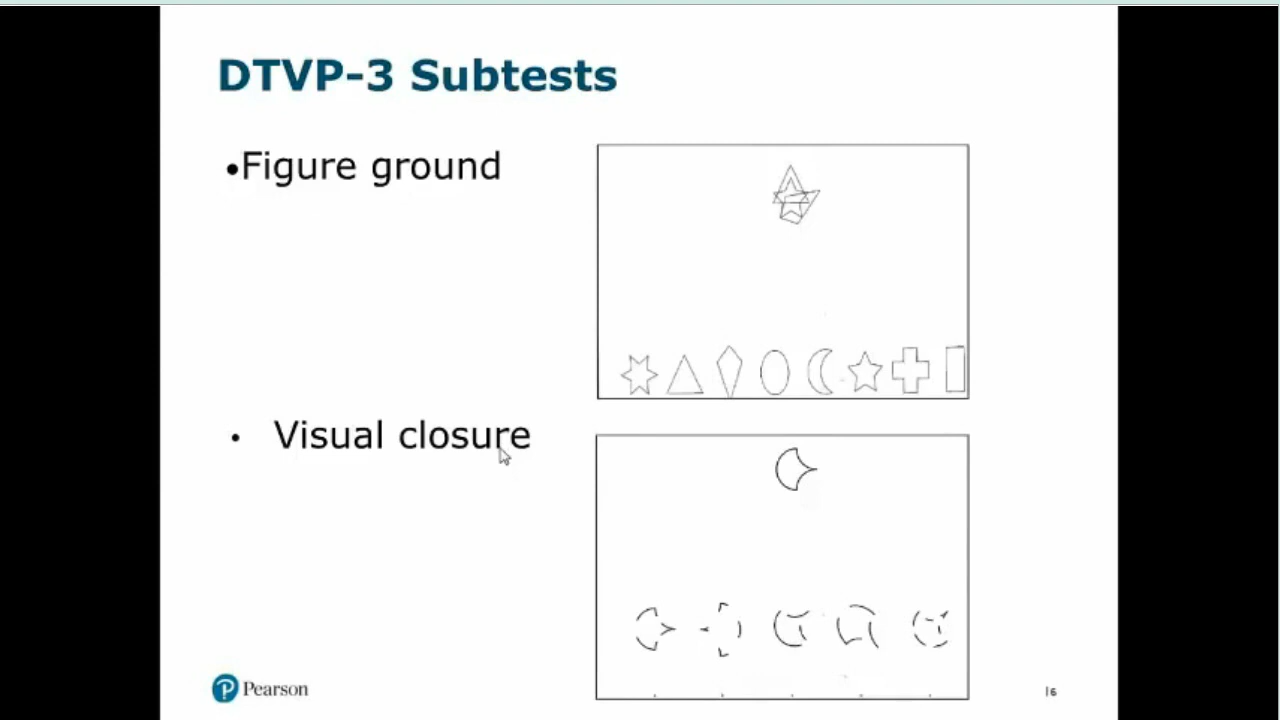 DTVP-3 Subtests
•Figure ground
• Visual closure
Pearson
16